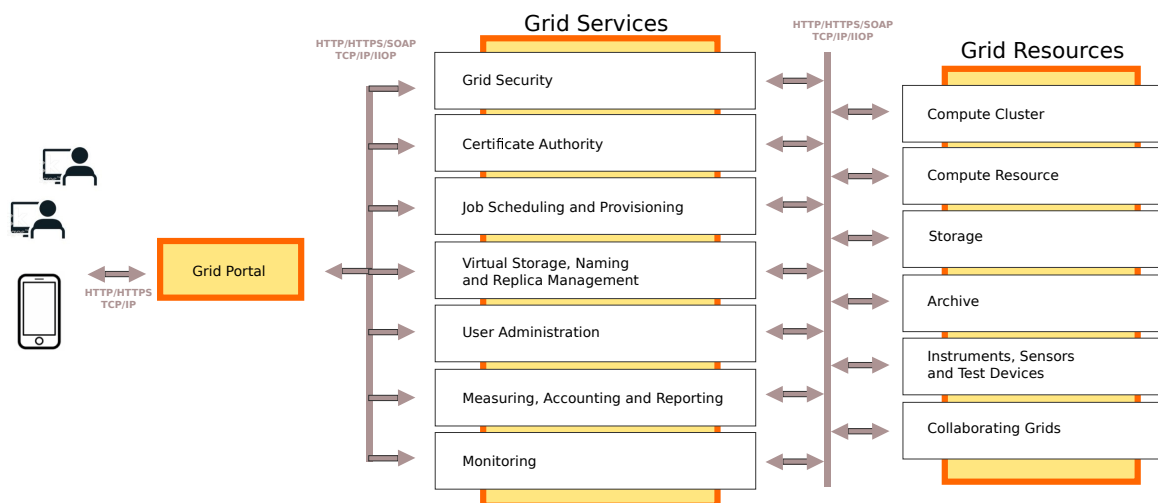 Grid Services
HTTP/HTTPS/SOAP
TCP/IP/IIOP
HTTP/HTTPS/SOAP
TCP/IP/IIOP
Grid Resources
Grid Security
Certificate Authority
Job Scheduling and Provisioning
Virtual Storage, Naming
and Replica Management
User Administration
Measuring, Accounting and Reporting
Monitoring
Compute Cluster
Compute Resource
Storage
Archive
Instruments, Sensors
and Test Devices
Collaborating Grids
Grid Portal
HTTP/HTTPS
TCP/IP